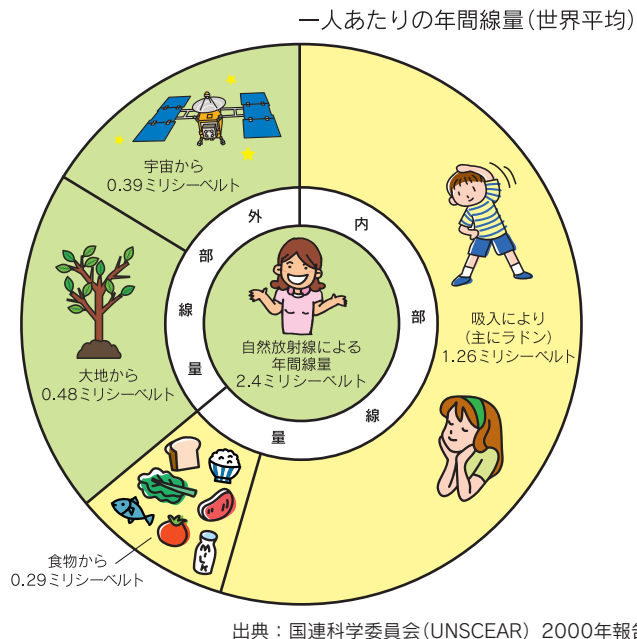 一人あたりの年間線量(世界平均)
宇宙から
0.39ミリシーベルト
外部線量
内部線量
大地から
0.48ミリシーベルト
自然放射線による
年間線量
2.4ミリシーベルト
吸入により
(主にラドン)
1.26ミリシーベルト
MILK
食物から
0.29ミリシーベルト
出典：国連科学委員会(UNSCEAR) 2000年報告